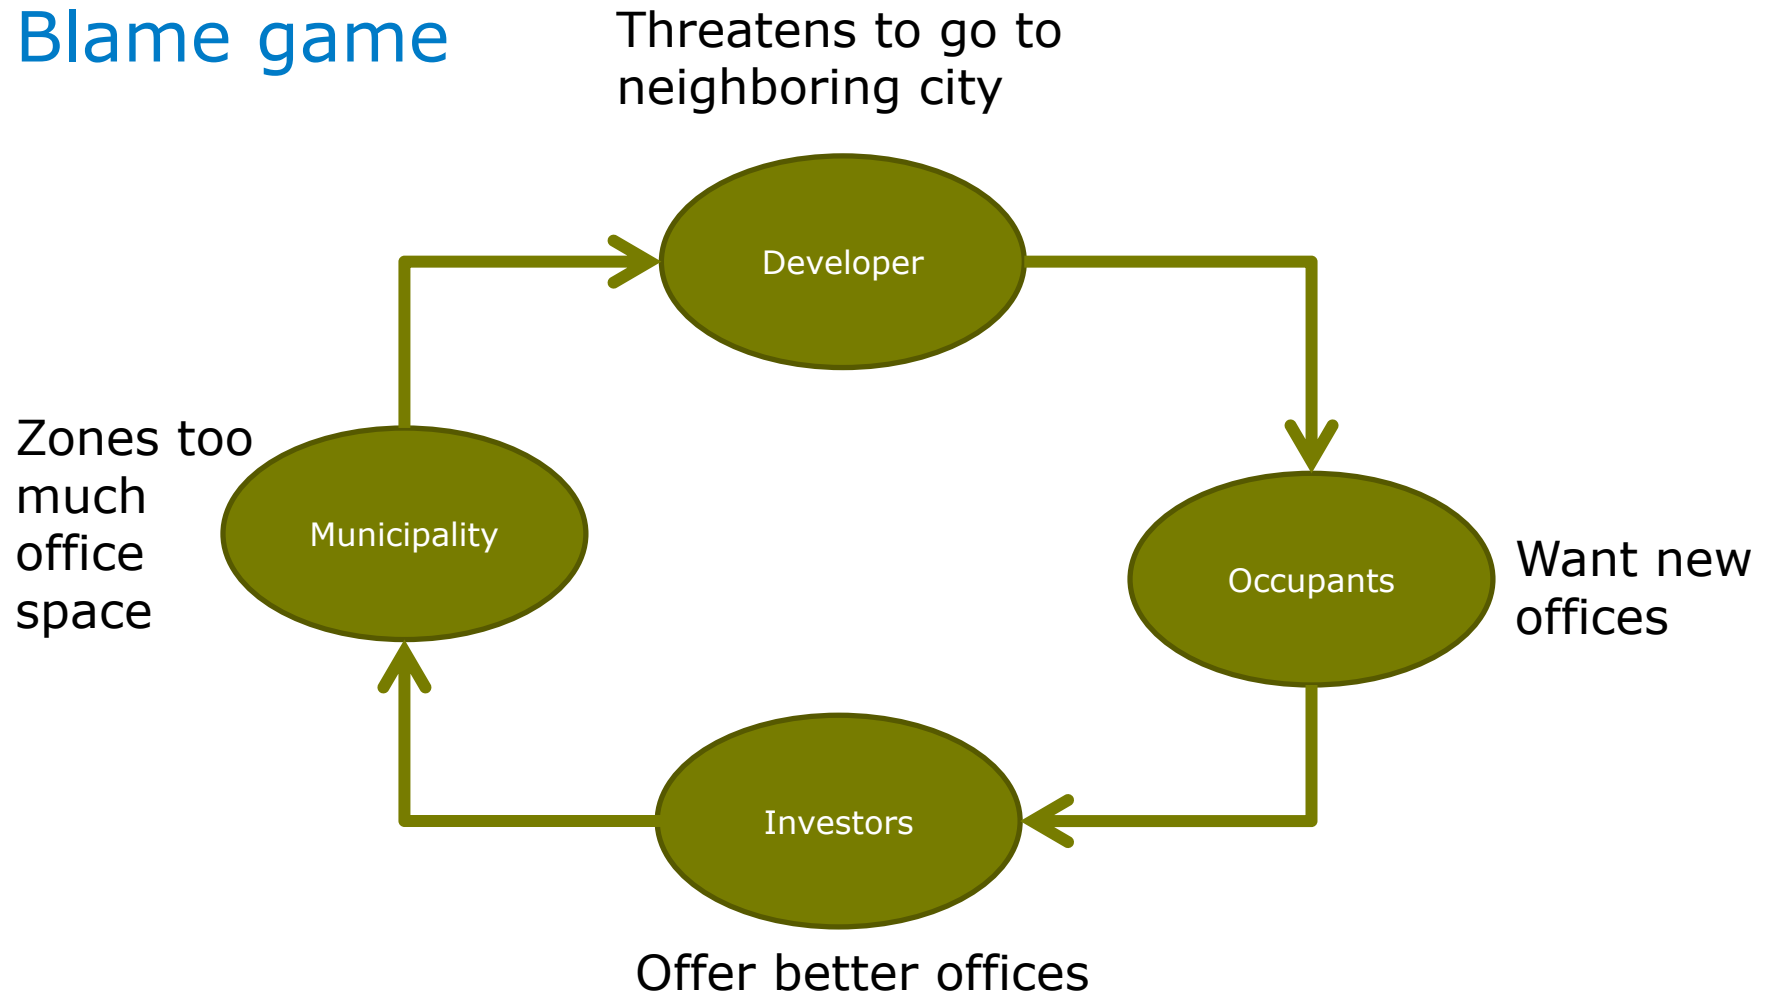 Blame game
Threatens to go to
neighboring city
Developer
Zones too
much
office
space
Municipality
Occupants
Want new
offices
Investors
Offer better offices